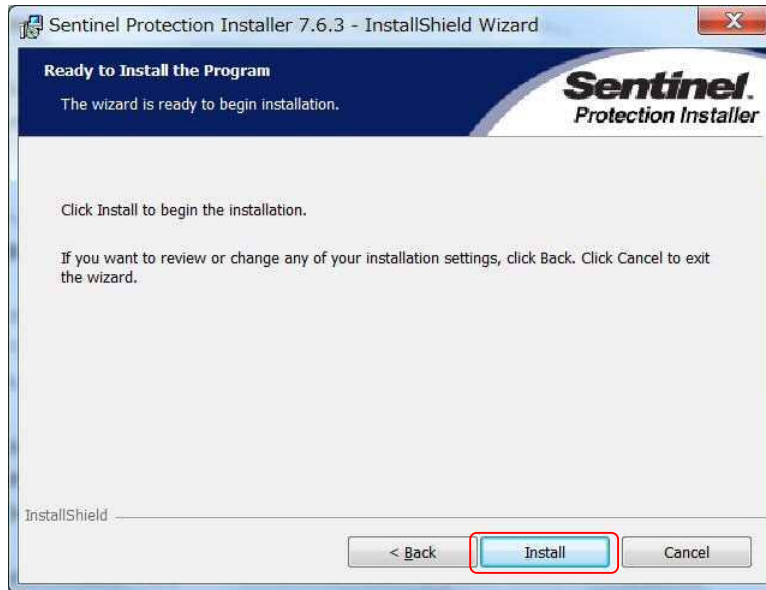 Sentinel Protection Installer 7.6.3 - InstallShield Wizard
Ready to Install the Program
The wizard is ready to begin installation.
Sentinel.
Protection Installer
Click Install to begin the installation.
If you want to review or change any of your installation settings, click Back. Click Cancel to exit
the wizard.
InstallShield
< Back Install Cancel